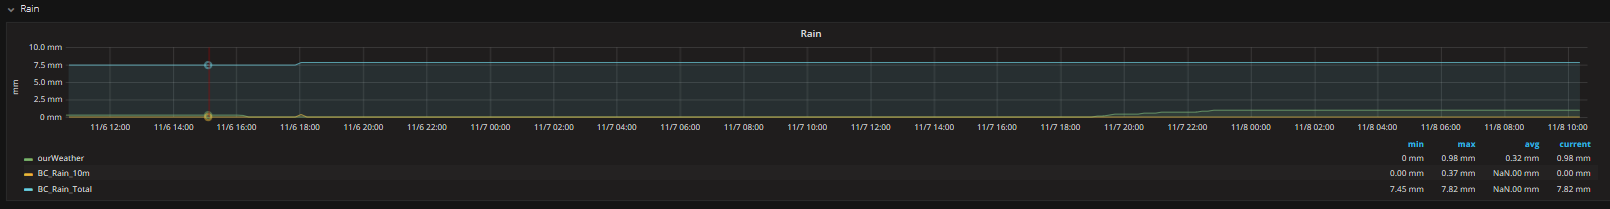 Rain
Rain
10.0 mm
7.5 mm
5.0 mm
2.5 mm
0 mm
mm
11/6 12:00 11/6 14:00 11/6 16:00 11/6 18:00 11/6 20:00 11/6 22:00 11/7 00:00 11/7 02:00 11/7 04:00 11/7 06:00 11/7 08:00 11/7 10:00 11/7 12:00 11/7 14:00 11/7 16:00 11/7 18:00 11/7 20:00 11/7 22:00 11/8 00:00 11/8 02:00 11/8 04:00 11/8 06:00 11/8 08:00 11/8 10:00
min max avg current
ourWeather 0 mm 0.98 mm 0.32 mm 0.98 mm
BC_Rain_10m 0.00 mm 0.37 mm NaN.00 mm 0.00 mm
BC_Rain_Total 7.45 mm 7.82 mm NaN.00 mm 7.82 mm